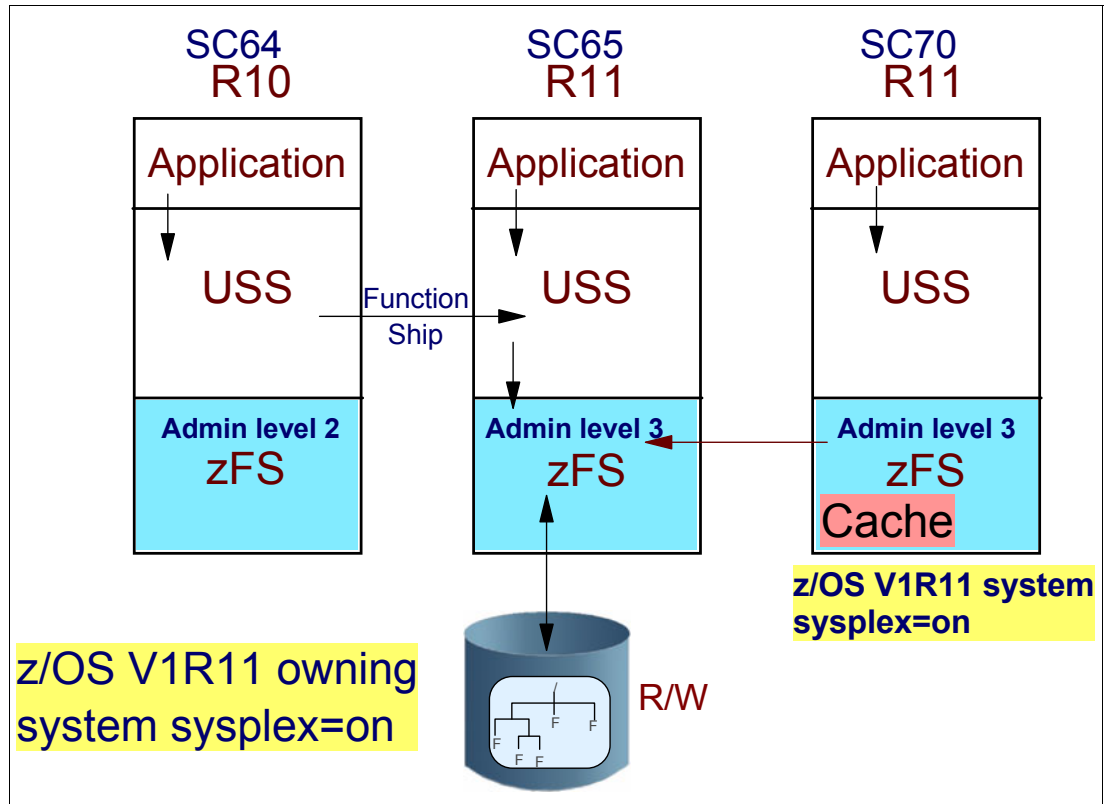 SC64 SC65 SC70
R10 R11 R11
Application Application Application
USS USS USS
Function
Ship
Admin level 2 Admin level 3 Admin level 3
zFS zFS zFS
Cache
z/OS V1R11 system
sysplex=on
z/OS V1R11 owning
system sysplex=on
R/W
/
F F
F
F F